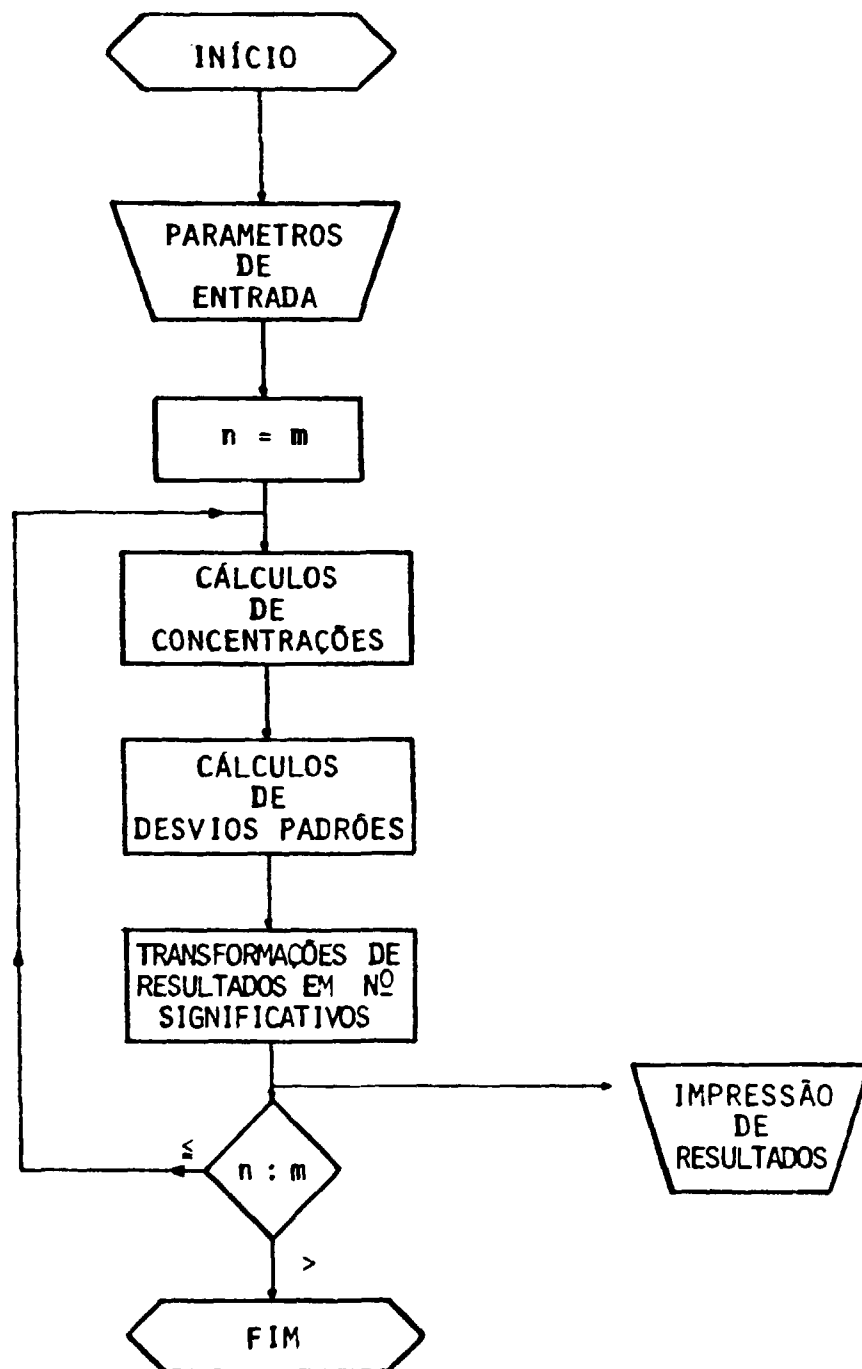 INÍCIO
PARAMETROS
DE
ENTRADA
n = m
CÁLCULOS
DE
CONCENTRAÇÕES
CÁLCULOS
DE
DESVIOS PADRÕES
TRANSFORMAÇÕES DE
RESULTADOS EM Nº
SIGNIFICATIVOS
IMPRESSÃO
DE
RESULTADOS
≤
n : m
>
FIM